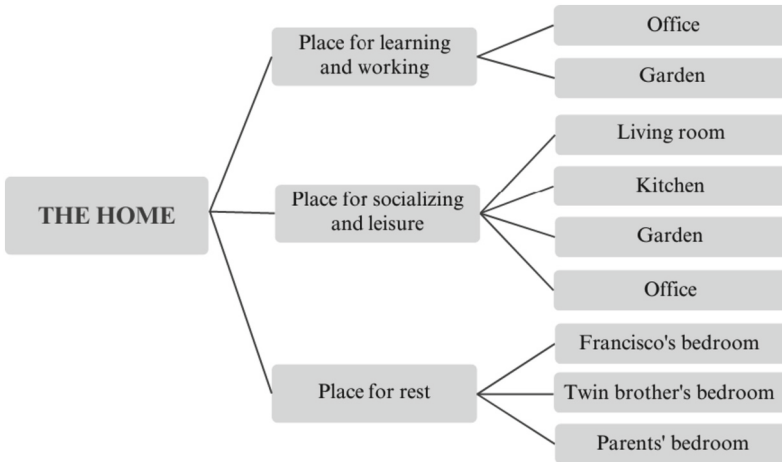 THE HOME
Place for learning
and working
Office
Garden
Place for socializing
and leisure
Living room
Kitchen
Garden
Office
Place for rest
Francisco's bedroom
Twin brother's bedroom
Parents' bedroom